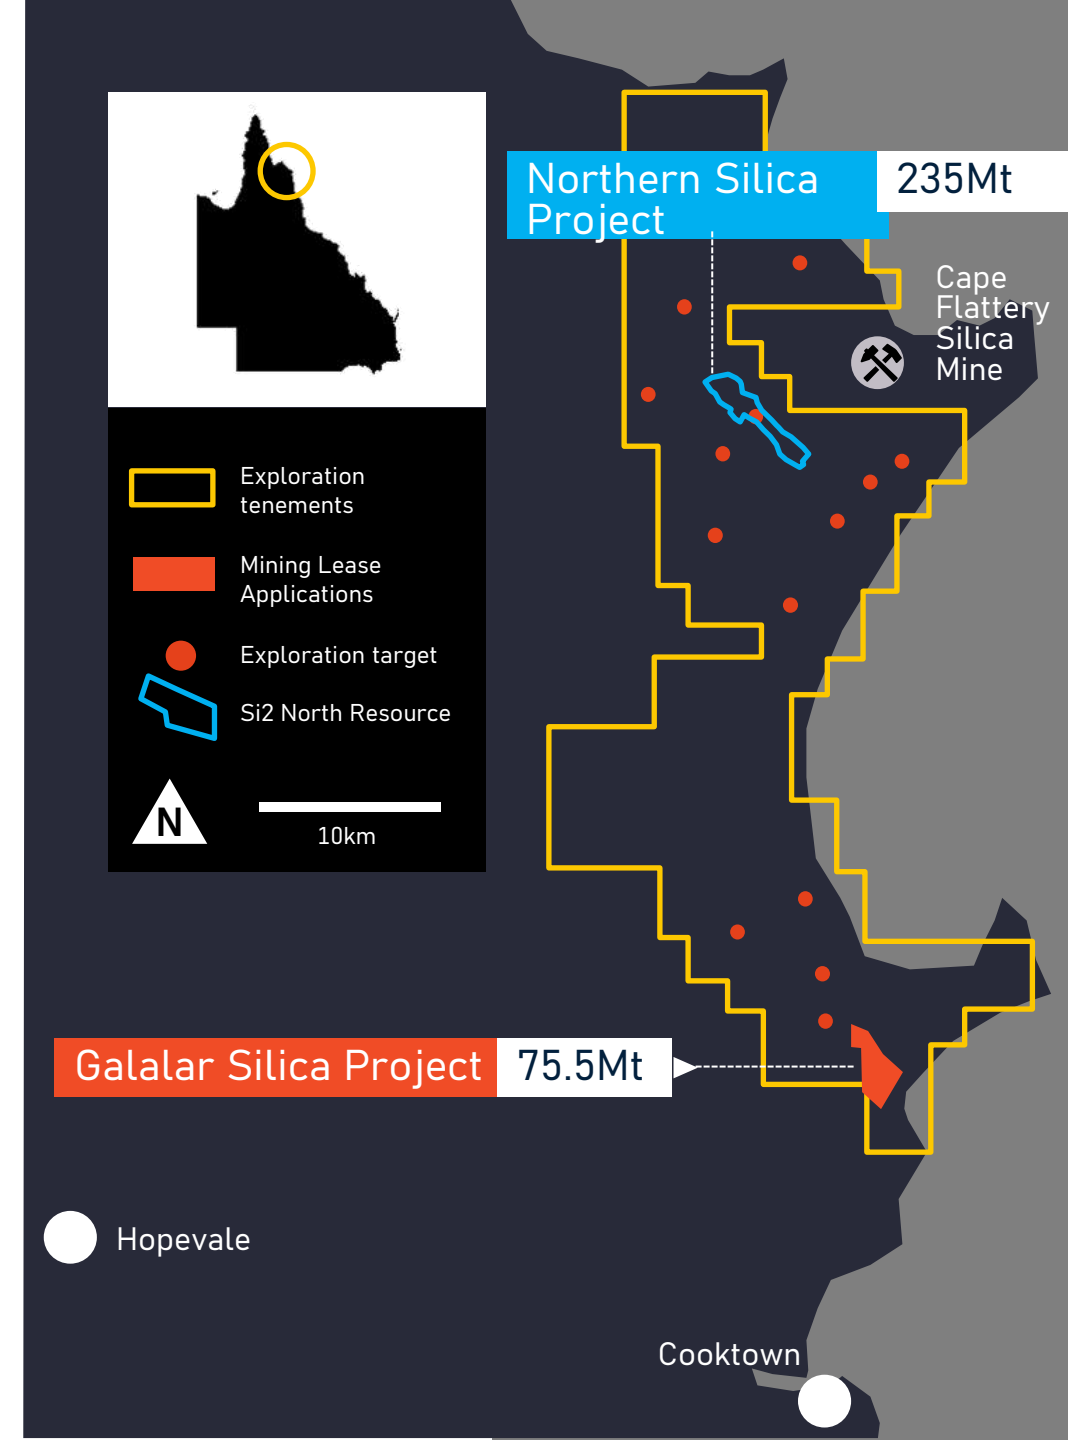 Northern Silica
Project
235Mt
Cape
Flattery
Silica
Mine
Exploration
tenements
Mining Lease
Applications
Exploration target
Si2 North Resource
N
10km
Galalar Silica Project
75.5Mt
Hopevale
Cooktown